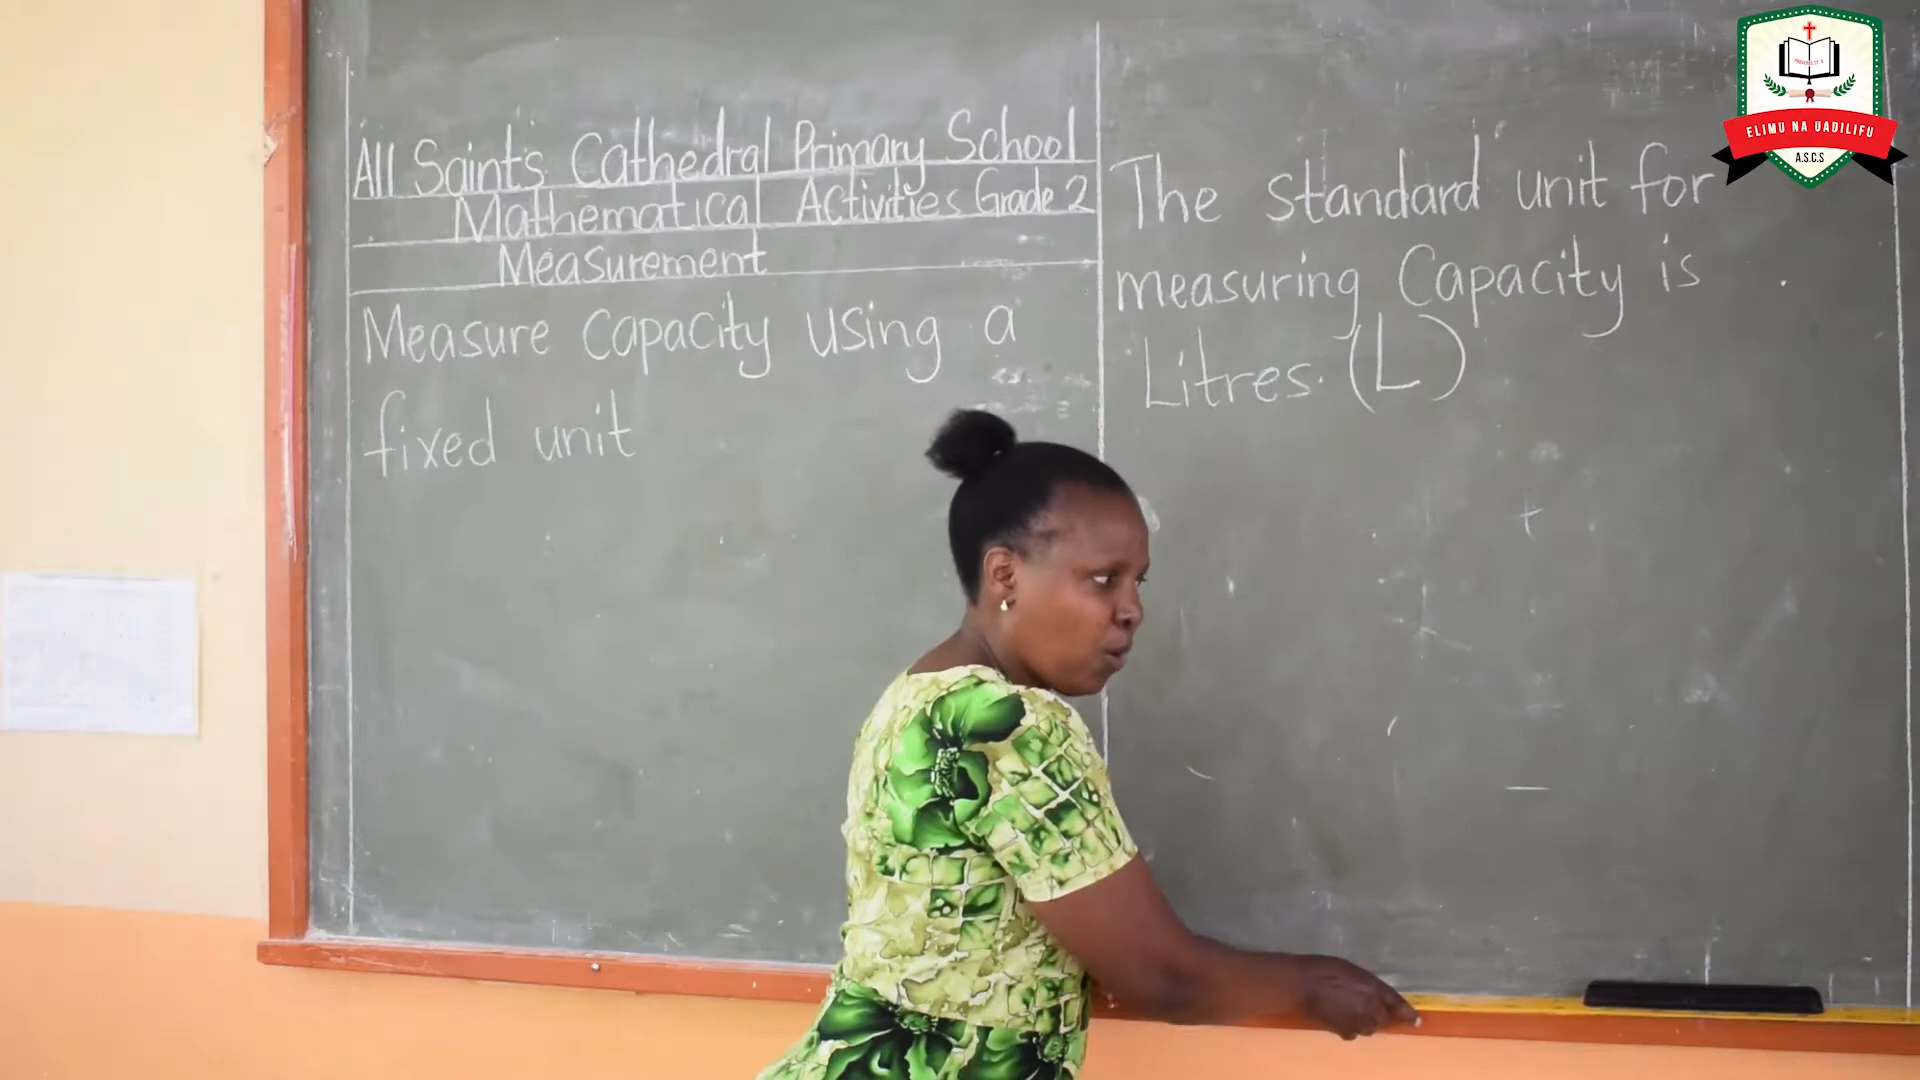 All Saint's Cathedral Primary School
Mathematical Activities Grade 2
Measurement
Measure capacity using a
fixed unit
The standard unit for
measuring Capacity is
Litres. (L)
ELIMU NA UADILIFU
A.S.C.S